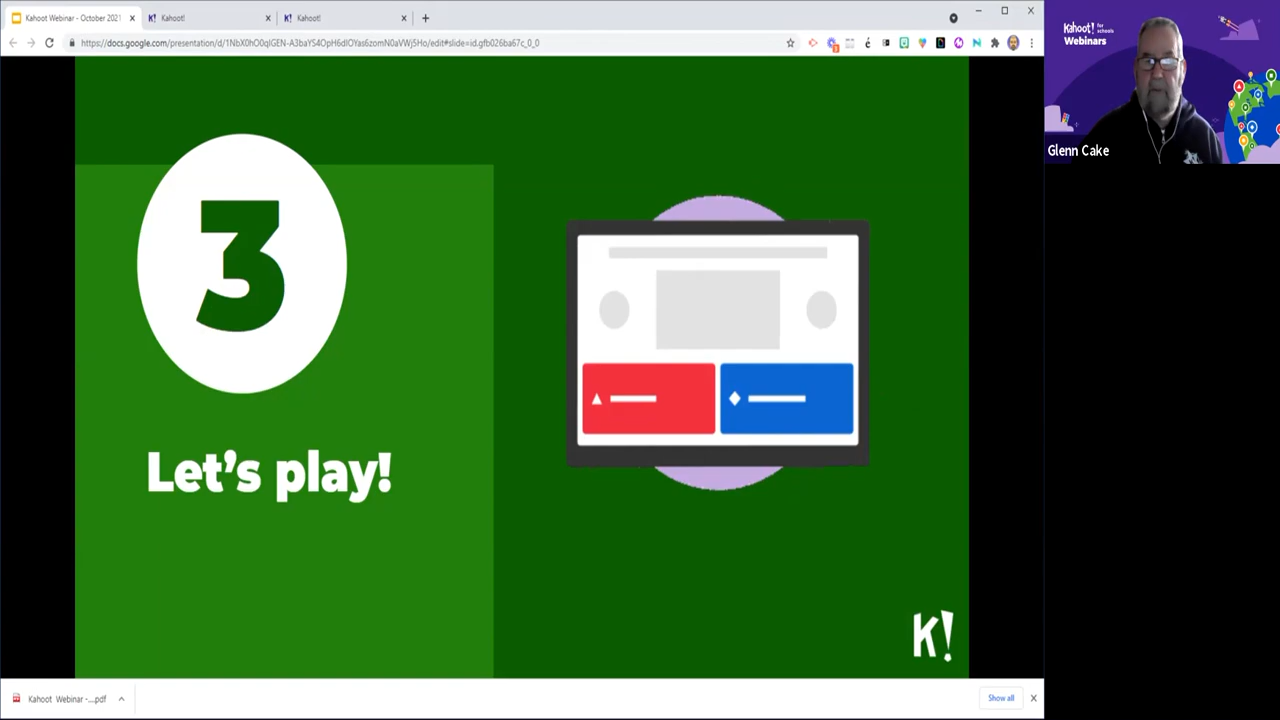 Kahoot Webinar - October 2021
Kahoot!
Kahoot!
https://docs.google.com/presentation/d/1NbX0hO0qIGEN-A3baYS4OpH6dIOYas6zomN0aVWj5Ho/edit#slide=id.gfb026ba67c_0_0
Kahoot! for schools
Webinars
Glenn Cake
3
Let's play!
K!
Kahoot Webinar -....pdf
Show all